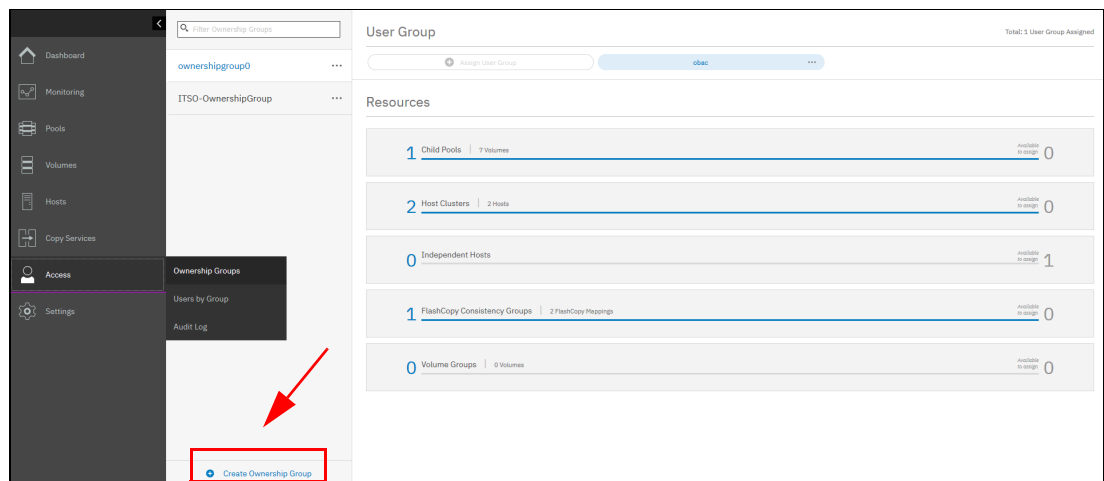 Dashboard
Monitoring
Pools
Volumes
Hosts
Copy Services
Access
Settings
Filter Ownership Groups
ownershipgroup0 ...
ITSO-OwnershipGroup ...
Ownership Groups
Users by Group
Audit Log
Create Ownership Group
User Group
Total: 1 User Group Assigned
Assign User Group
obac ...
Resources
1 Child Pools | 7 Volumes Available to assign 0
2 Host Clusters | 2 Hosts Available to assign 0
0 Independent Hosts Available to assign 1
1 FlashCopy Consistency Groups | 2 FlashCopy Mappings Available to assign 0
0 Volume Groups | 0 Volumes Available to assign 0